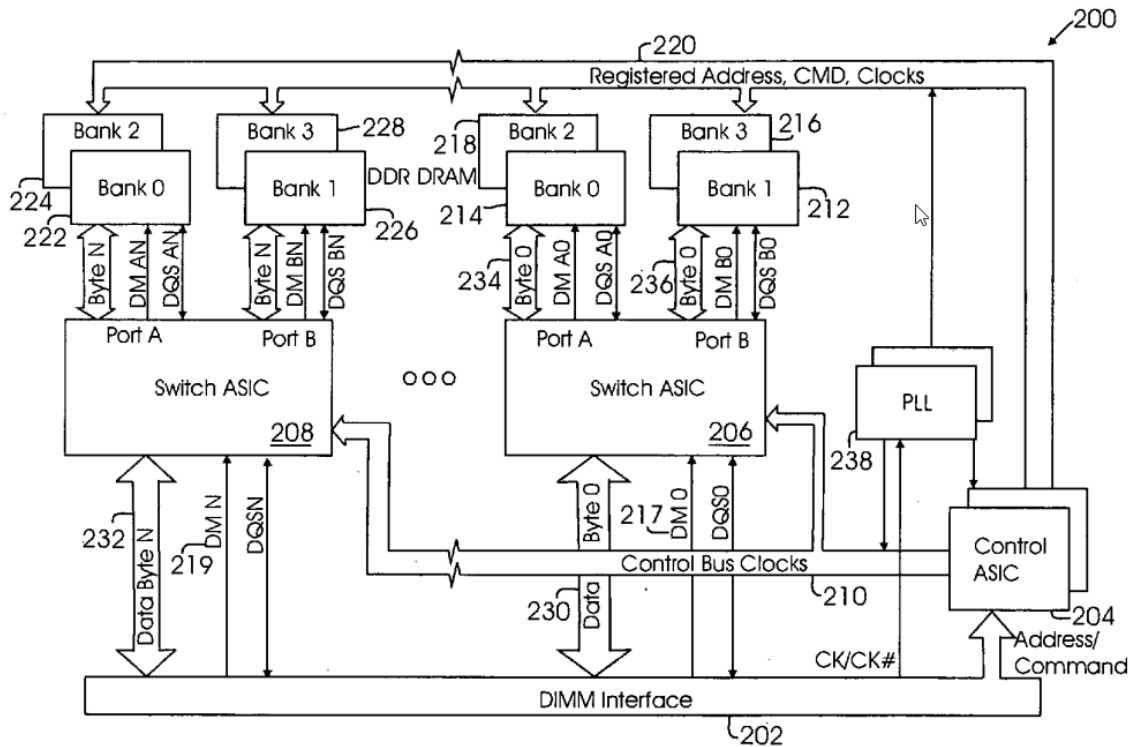 200
220
Registered Address, CMD, Clocks
Bank 2
Bank 3
228
Bank 2
218
Bank 3
216
Bank 0
Bank 1
DDR DRAM
Bank 0
Bank 1
224
222
226
214
212
Byte N
DM AN
DQS AN
Byte N
DM BN
DQS BN
234
Byte 0
DM A0
DQS A0
236
Byte 0
DM B0
DQS B0
Port A
Port B
Port A
Port B
Switch ASIC
Switch ASIC
208
206
PLL
238
232
Data Byte N
DM N
219
DQSN
230
Data Byte 0
217
DM 0
DQS0
Control Bus Clocks
210
Control
ASIC
204
CK/CK#
Address/
Command
DIMM Interface
202